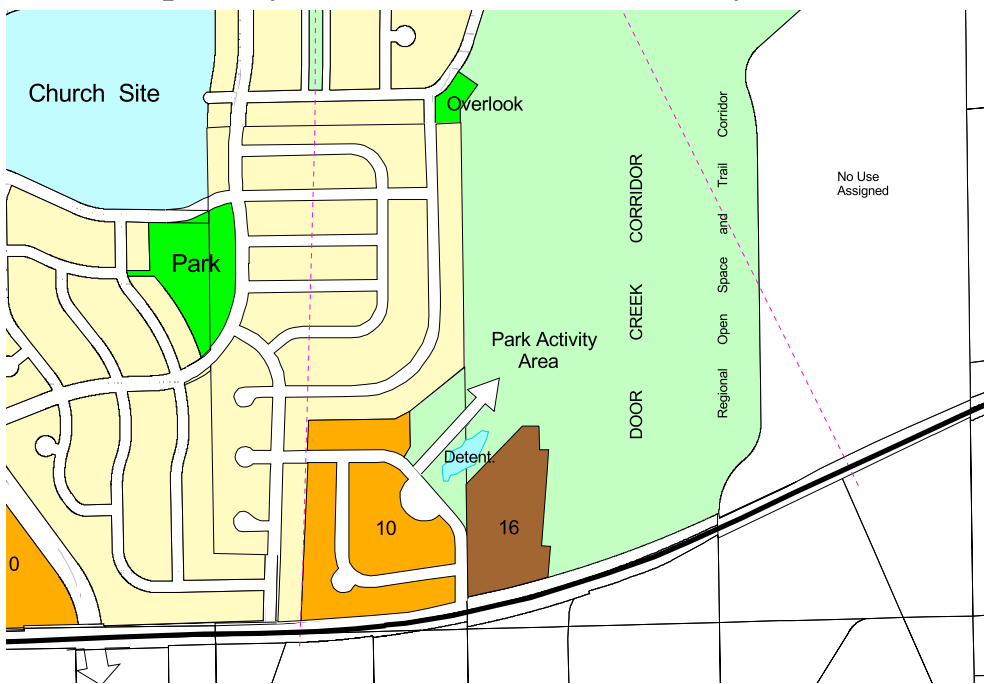 Church Site
Overlook
No Use
Assigned
Park
Park Activity
Area
DOOR CREEK CORRIDOR
Regional Open Space and Trail Corridor
Detent.
10
16
0